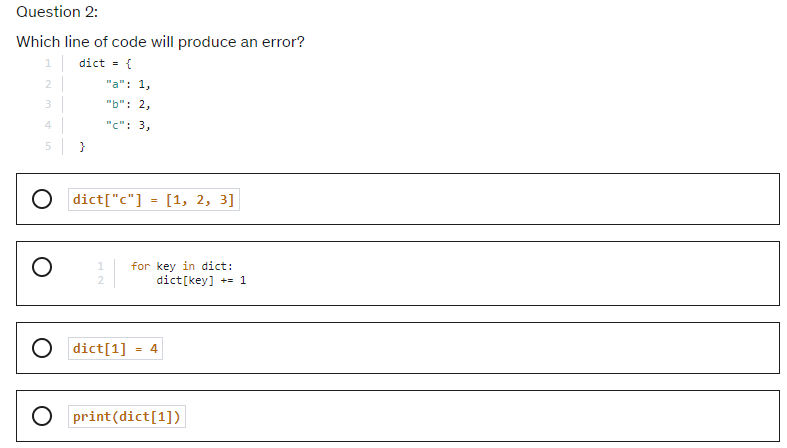 Question 2:
Which line of code will produce an error?
1 dict = {
2 "a": 1,
3 "b": 2,
4 "c": 3,
5 }
dict["c"] = [1, 2, 3]
1 for key in dict:
2 dict[key] += 1
dict[1] = 4
print(dict[1])